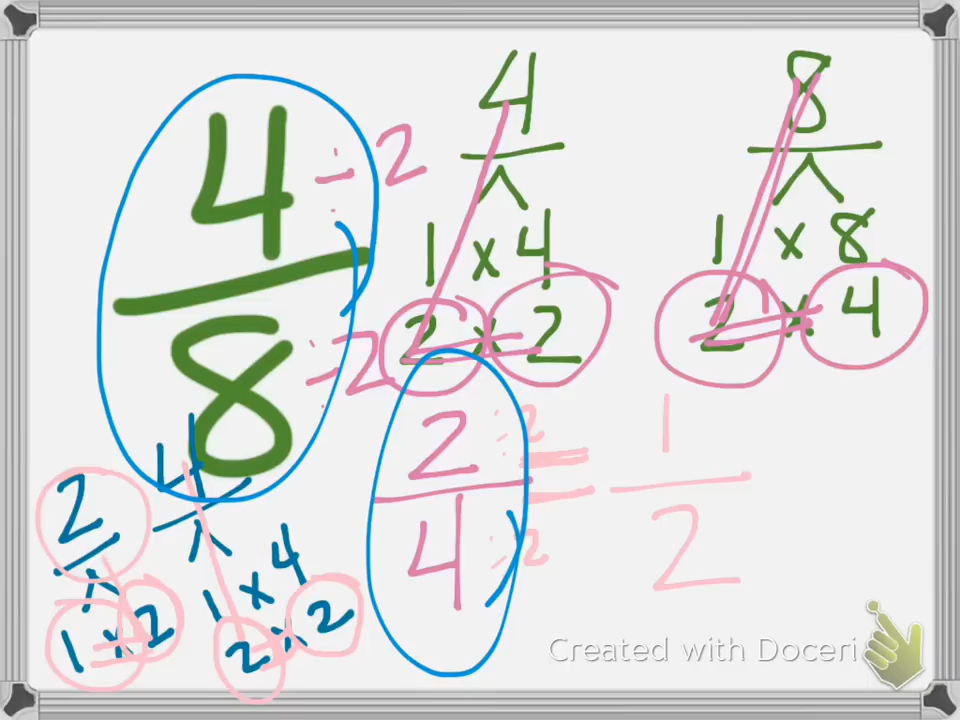 4 ÷ 2
8 ÷ 2
4
1 x 4
2 x 2
8
1 x 8
2 x 4
2 ÷ 2 = 1
4 ÷ 2 = 2
2
1 x 2
4
1 x 4
2 x 2
Created with Doceri